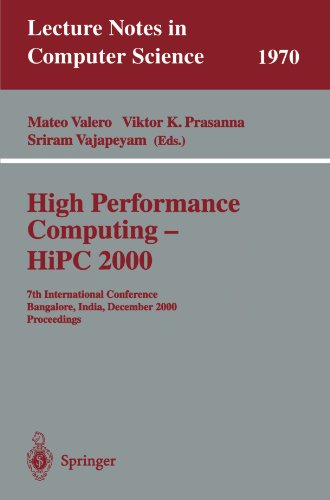 Lecture Notes in
Computer Science 1970
Mateo Valero Viktor K. Prasanna
Sriram Vajapeyam (Eds.)
High Performance
Computing –
HiPC 2000
7th International Conference
Bangalore, India, December 2000
Proceedings
Springer